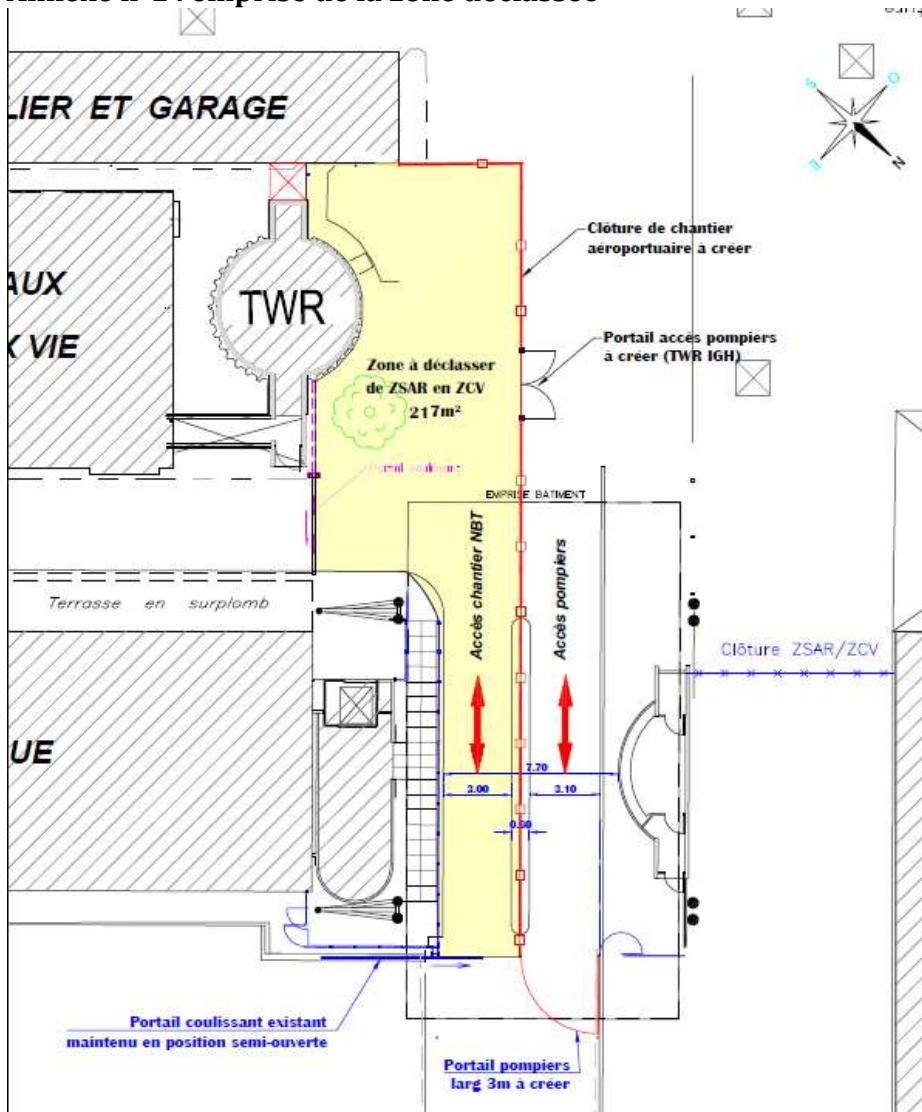 LIER ET GARAGE
S
O
E
N
Clôture de chantier
aéroportuaire à créer
AUX
X VIE
TWR
Portail accès pompiers
à créer (TWR IGH)
Zone à déclasser
de ZSAR en ZCV
217m²
EMPRISE BATIMENT
Accès chantier NBT
Accès pompiers
Terrasse en surplomb
Clôture ZSAR/ZCV
UE
7.70
3.10
Portail coulissant existant
maintenu en position semi-ouverte
Portail pompiers
larg 3m à créer